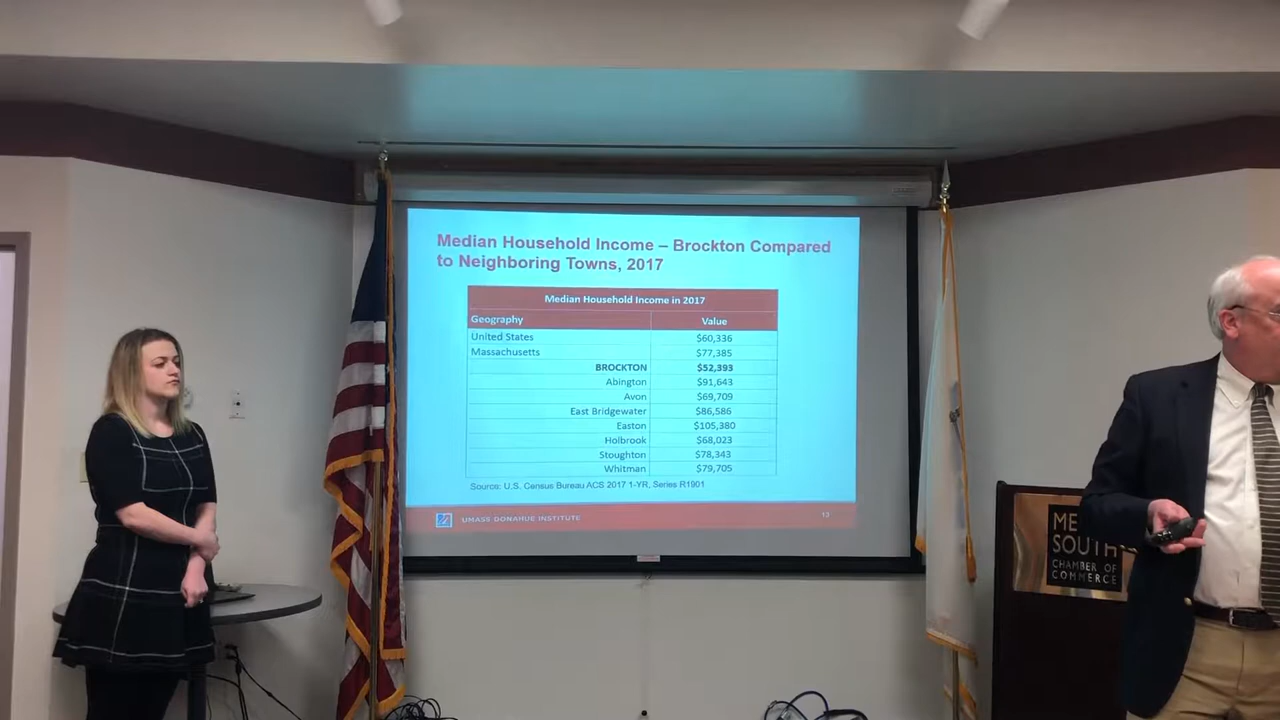 Median Household Income – Brockton Compared
to Neighboring Towns, 2017
Median Household Income in 2017
Geography Value
United States $60,336
Massachusetts $77,385
BROCKTON $52,393
Abington $91,643
Avon $69,709
East Bridgewater $86,586
Easton $105,380
Holbrook $68,023
Stoughton $78,343
Whitman $79,705
Source: U.S. Census Bureau ACS 2017 1-YR, Series R1901
UMASS DONAHUE INSTITUTE 13
ME
SOUTH
CHAMBER OF
COMMERCE